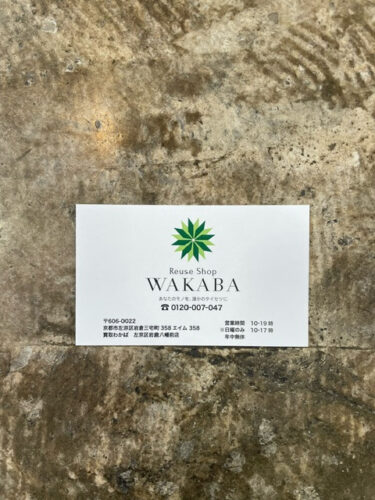 Reuse Shop
WAKABA
あなたのモノを、誰かのタイセツに
☎ 0120-007-047
〒606-0022
京都市左京区岩倉三宅町 358 エイム 358
買取わかば 左京区岩倉八幡前店
営業時間 10-19 時
※日曜のみ 10-17 時
年中無休